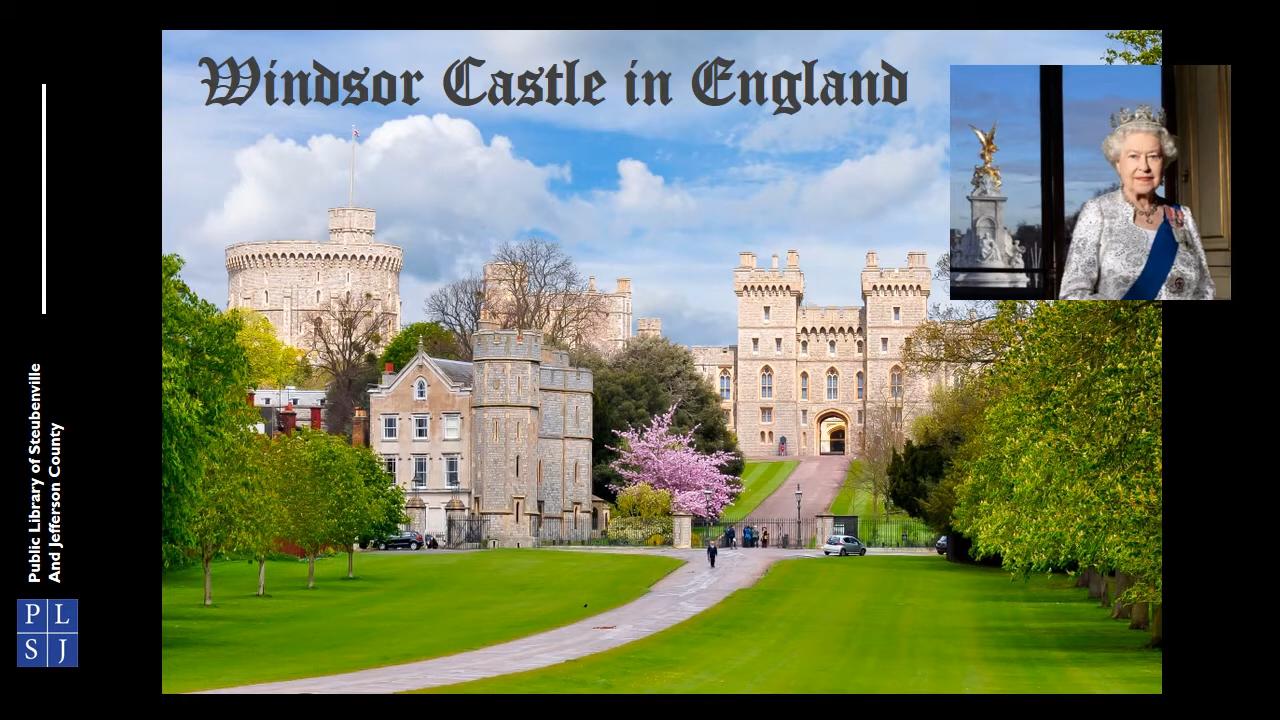 Windsor Castle in England
Public Library of Steubenville
And Jefferson County
P L
S J